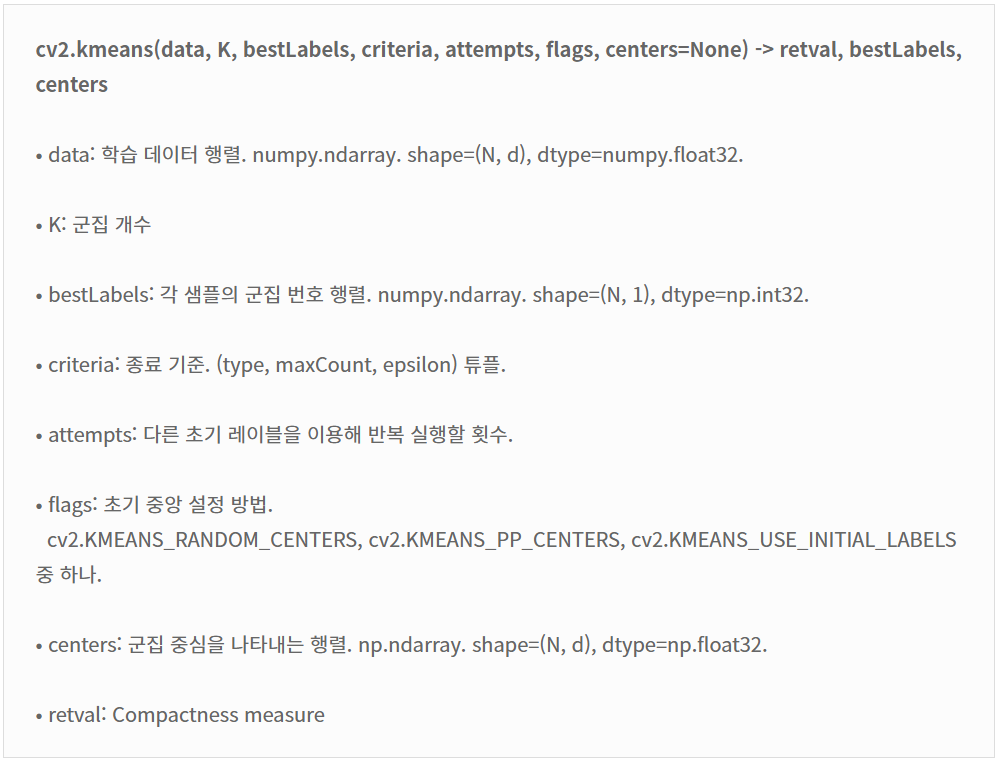 cv2.kmeans(data, K, bestLabels, criteria, attempts, flags, centers=None) -> retval, bestLabels,
centers
• data: 학습 데이터 행렬. numpy.ndarray. shape=(N, d), dtype=numpy.float32.
• K: 군집 개수
• bestLabels: 각 샘플의 군집 번호 행렬. numpy.ndarray. shape=(N, 1), dtype=np.int32.
• criteria: 종료 기준. (type, maxCount, epsilon) 튜플.
• attempts: 다른 초기 레이블을 이용해 반복 실행할 횟수.
• flags: 초기 중앙 설정 방법.
cv2.KMEANS_RANDOM_CENTERS, cv2.KMEANS_PP_CENTERS, cv2.KMEANS_USE_INITIAL_LABELS
중 하나.
• centers: 군집 중심을 나타내는 행렬. np.ndarray. shape=(N, d), dtype=np.float32.
• retval: Compactness measure